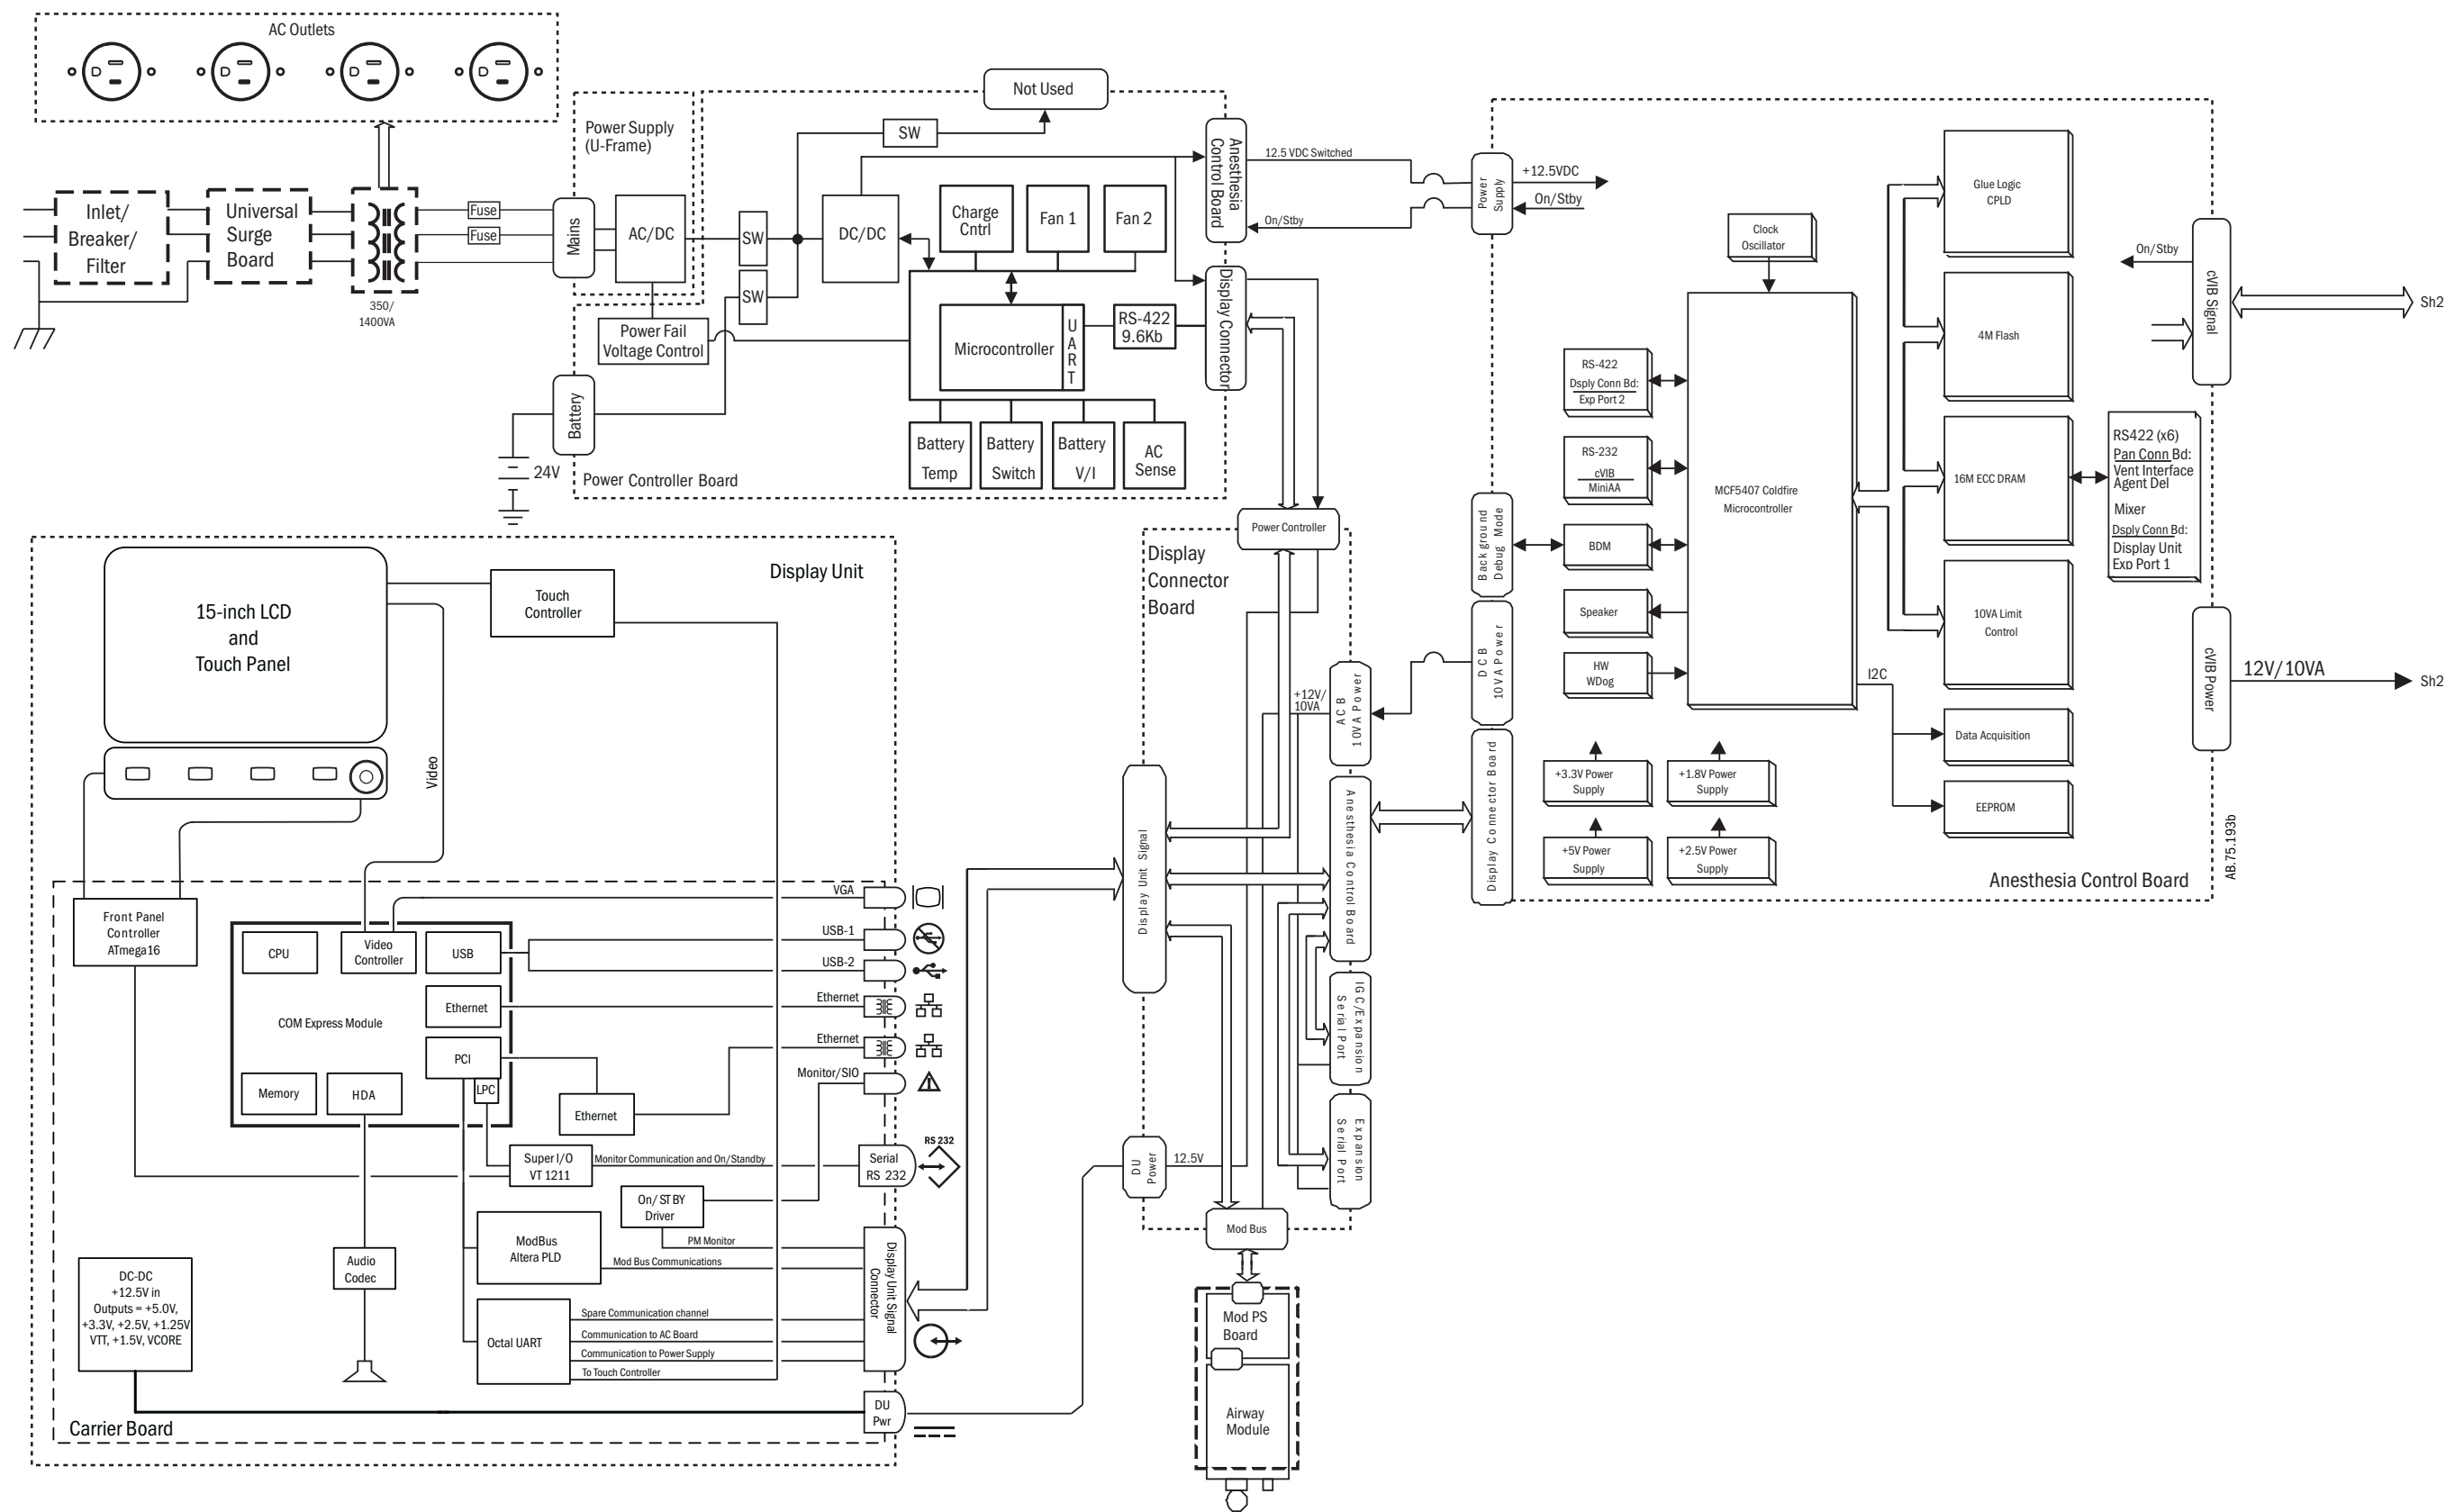 AC Outlets
Inlet/
Breaker/
Filter
Universal
Surge
Board
350/
1400VA
Fuse
Fuse
Power Supply
(U-Frame)
Mains
AC/DC
SW
SW
SW
Not Used
DC/DC
Charge
Cntrl
Fan 1
Fan 2
Power Fail
Voltage Control
Microcontroller
UART
RS-422
9.6Kb
Battery
24V
Battery
Temp
Battery
Switch
Battery
V/I
AC
Sense
Power Controller Board
Anesthesia
Control Board
Display Connector
12.5 VDC Switched
On/Stby
Power
Supply
+12.5VDC
On/Stby
Clock
Oscillator
Glue Logic
CPLD
4M Flash
16M ECC DRAM
10VA Limit
Control
Data Acquisition
EEPROM
I2C
MCF5407 Coldfire
Microcontroller
RS-422
Dsply Conn Bd:
Exp Port 2
RS-232
cVIB
MiniAA
BDM
Speaker
HW
WDog
+3.3V Power
Supply
+1.8V Power
Supply
+5V Power
Supply
+2.5V Power
Supply
RS422 (x6)
Pan Conn Bd:
Vent Interface
Agent Del
Mixer
Dsply Conn Bd:
Display Unit
Exp Port 1
On/Stby
cVIB Signal
Sh2
cVIB Power
12V/10VA
Sh2
Background
Debug Mode
DCB
10VA Power
Display Connector Board
Anesthesia Control Board
AB.75.193b
Display
Connector
Board
Power Controller
+12V/
10VA
ACB
10VA Power
Display Unit Signal
Anesthesia Control Board
IGC/Expansion
Serial Port
Expansion
Serial Port
DU
Power
12.5V
Mod Bus
Mod PS
Board
Airway
Module
Display Unit
15-inch LCD
and
Touch Panel
Touch
Controller
Video
Front Panel
Controller
ATmega16
CPU
Video
Controller
USB
Ethernet
COM Express Module
PCI
LPC
Memory
HDA
Ethernet
VGA
USB-1
USB-2
Ethernet
Ethernet
Monitor/SIO
Super I/O
VT 1211
Monitor Communication and On/Standby
Serial
RS 232
RS 232
On/STBY
Driver
PM Monitor
ModBus
Altera PLD
Mod Bus Communications
Octal UART
Spare Communication channel
Communication to AC Board
Communication to Power Supply
To Touch Controller
Display Unit Signal
Connector
Audio
Codec
DC-DC
+12.5V in
Outputs = +5.0V,
+3.3V, +2.5V, +1.25V
VTT, +1.5V, VCORE
DU
Pwr
Carrier Board